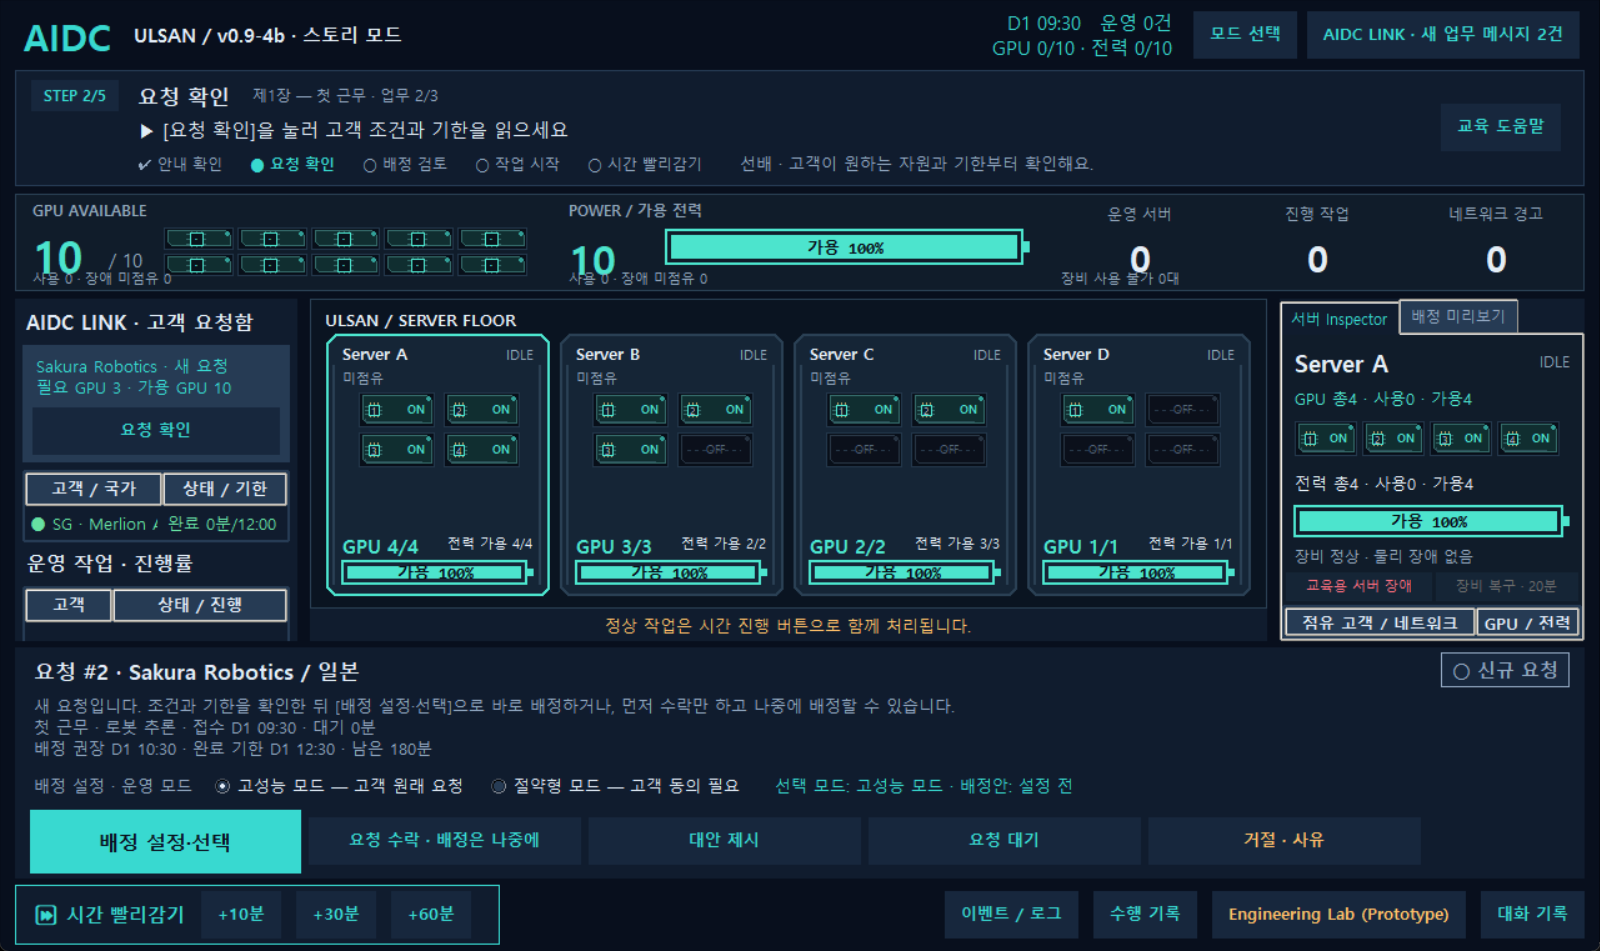 AIDC ULSAN / v0.9-4b · 스토리 모드
D1 09:30 운영 0건
GPU 0/10 · 전력 0/10
모드 선택
AIDC LINK · 새 업무 메시지 2건
STEP 2/5 요청 확인 제1장 — 첫 근무 · 업무 2/3
▶ [요청 확인]을 눌러 고객 조건과 기한을 읽으세요
✓ 안내 확인 ● 요청 확인 ○ 배정 검토 ○ 작업 시작 ○ 시간 빨리감기 선배 · 고객이 원하는 자원과 기한부터 확인해요.
교육 도움말
GPU AVAILABLE
10 / 10
사용 0 · 장애 미점유 0
POWER / 가용 전력
10
가용 100%
사용 0 · 장애 미점유 0
운영 서버
0
장비 사용 불가 0대
진행 작업
0
네트워크 경고
0
AIDC LINK · 고객 요청함
Sakura Robotics · 새 요청
필요 GPU 3 · 가용 GPU 10
요청 확인
고객 / 국가 상태 / 기한
● SG · Merlion 완료 0분/12:00
운영 작업 · 진행률
고객 상태 / 진행
ULSAN / SERVER FLOOR
Server A IDLE
미점유
1 ON 2 ON
3 ON 4 ON
GPU 4/4 전력 가용 4/4
가용 100%
Server B IDLE
미점유
1 ON 2 ON
3 ON OFF
GPU 3/3 전력 가용 2/2
가용 100%
Server C IDLE
미점유
1 ON 2 ON
OFF OFF
GPU 2/2 전력 가용 3/3
가용 100%
Server D IDLE
미점유
1 ON OFF
OFF OFF
GPU 1/1 전력 가용 1/1
가용 100%
정상 작업은 시간 진행 버튼으로 함께 처리됩니다.
서버 Inspector 배정 미리보기
Server A IDLE
GPU 총4 · 사용0 · 가용4
1 ON 2 ON 3 ON 4 ON
전력 총4 · 사용0 · 가용4
가용 100%
장비 정상 · 물리 장애 없음
교육용 서버 장애 장비 복구 · 20분
점유 고객 / 네트워크 GPU / 전력
요청 #2 · Sakura Robotics / 일본
○ 신규 요청
새 요청입니다. 조건과 기한을 확인한 뒤 [배정 설정·선택]으로 바로 배정하거나, 먼저 수락만 하고 나중에 배정할 수 있습니다.
첫 근무 · 로봇 추론 · 접수 D1 09:30 · 대기 0분
배정 권장 D1 10:30 · 완료 기한 D1 12:30 · 남은 180분
배정 설정 · 운영 모드 고성능 모드 — 고객 원래 요청 절약형 모드 — 고객 동의 필요 선택 모드: 고성능 모드 · 배정안: 설정 전
배정 설정·선택 요청 수락 · 배정은 나중에 대안 제시 요청 대기 거절 · 사유
시간 빨리감기 +10분 +30분 +60분
이벤트 / 로그 수행 기록 Engineering Lab (Prototype) 대화 기록